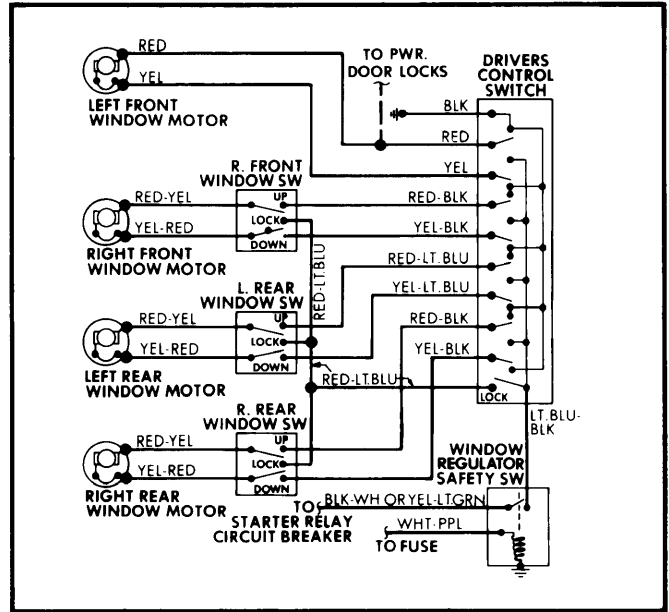 RED
YEL
LEFT FRONT
WINDOW MOTOR
TO PWR.
DOOR LOCKS
DRIVERS
CONTROL
SWITCH
BLK
RED
YEL
R. FRONT
WINDOW SW
UP
LOCK
DOWN
RED-YEL
YEL-RED
RIGHT FRONT
WINDOW MOTOR
RED-BLK
YEL-BLK
RED-LT.BLU
RED-LT.BLU
YEL-LT.BLU
RED-BLK
YEL-BLK
L. REAR
WINDOW SW
UP
LOCK
DOWN
RED-YEL
YEL-RED
LEFT REAR
WINDOW MOTOR
RED-LT.BLU
LOCK
LT.BLU-
BLK
R. REAR
WINDOW SW
UP
LOCK
DOWN
RED-YEL
YEL-RED
RIGHT REAR
WINDOW MOTOR
WINDOW
REGULATOR
SAFETY SW
BLK-WH OR YEL-LT.GRN
TO
STARTER RELAY
CIRCUIT BREAKER
WHT-PPL
TO FUSE